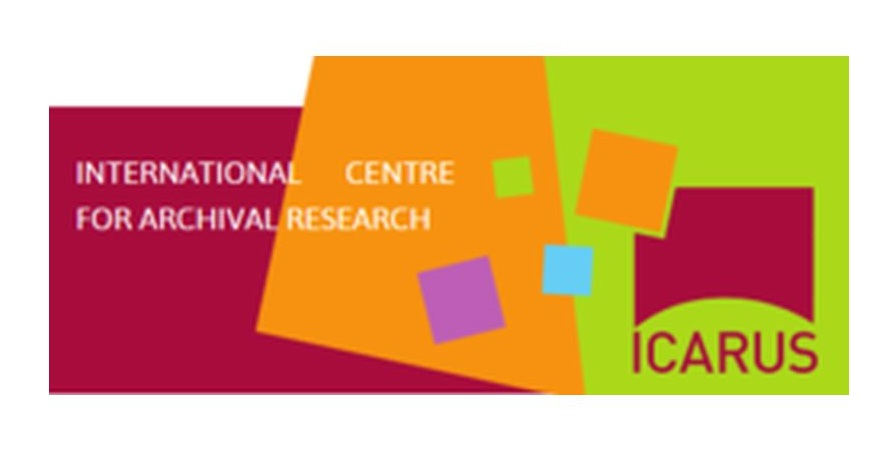 INTERNATIONAL CENTRE
FOR ARCHIVAL RESEARCH
ICARUS